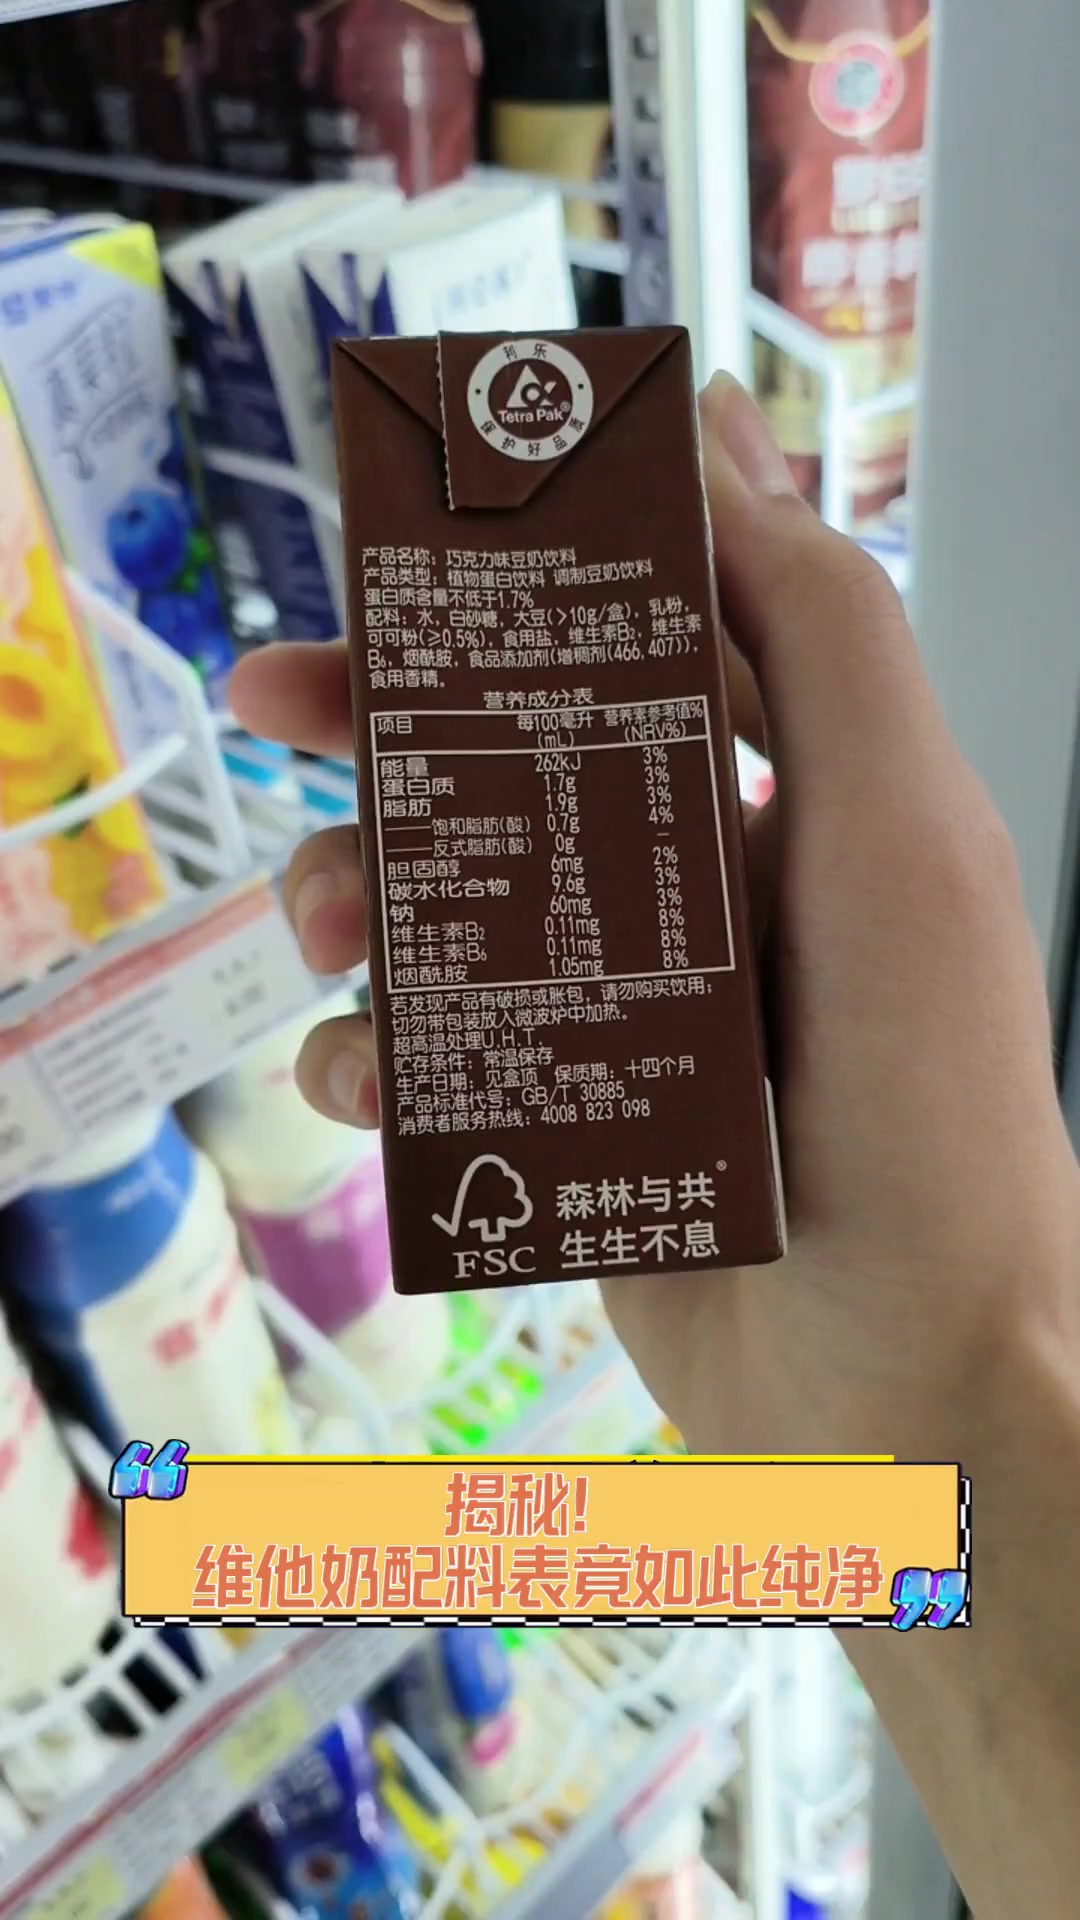 利乐
Tetra Pak®
保护好品质
产品名称：巧克力味豆奶饮料
产品类型：植物蛋白饮料 调制豆奶饮料
蛋白质含量不低于1.7%
配料：水，白砂糖，大豆(>10g/盒)，乳粉，
可可粉(≥0.5%)，食用盐，维生素B₂，维生素
B₆，烟酰胺，食品添加剂(增稠剂(466,407))，
食用香精。
营养成分表
项目 每100毫升(mL) 营养素参考值%(NRV%)
能量 262kJ 3%
蛋白质 1.7g 3%
脂肪 1.9g 3%
——饱和脂肪(酸) 0.7g 4%
——反式脂肪(酸) 0g —
胆固醇 6mg 2%
碳水化合物 9.6g 3%
钠 60mg 3%
维生素B₂ 0.11mg 8%
维生素B₆ 0.11mg 8%
烟酰胺 1.05mg 8%
若发现产品有破损或胀包，请勿购买饮用；
切勿带包装放入微波炉中加热。
超高温处理U.H.T.
贮存条件：常温保存
生产日期：见盒顶 保质期：十四个月
产品标准代号：GB/T 30885
消费者服务热线：4008 823 098
FSC
森林与共®
生生不息
揭秘!
维他奶配料表竟如此纯净